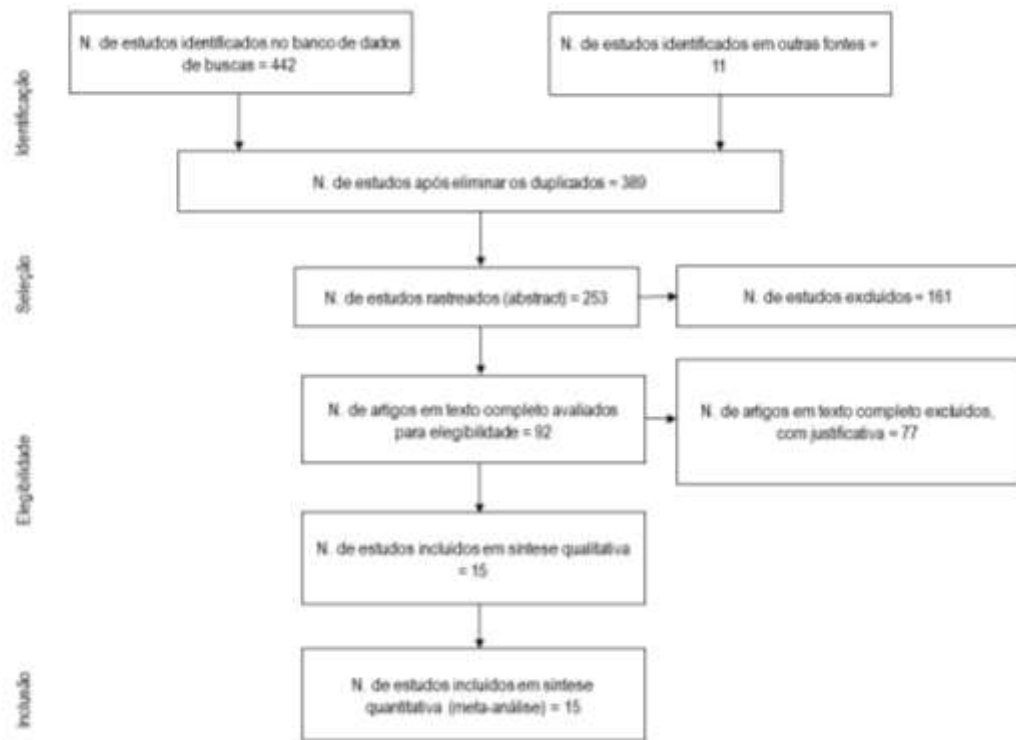 N. de estudos identificados no banco de dados
de buscas = 442
N. de estudos identificados em outras fontes =
11
Identificação
N. de estudos após eliminar os duplicados = 389
Seleção
N. de estudos rastreados (abstract) = 253
N. de estudos excluídos = 161
Elegibilidade
N. de artigos em texto completo avaliados
para elegibilidade = 92
N. de artigos em texto completo excluídos,
com justificativa = 77
N. de estudos incluídos em síntese qualitativa
= 15
Inclusão
N. de estudos incluídos em síntese
quantitativa (meta-análise) = 15